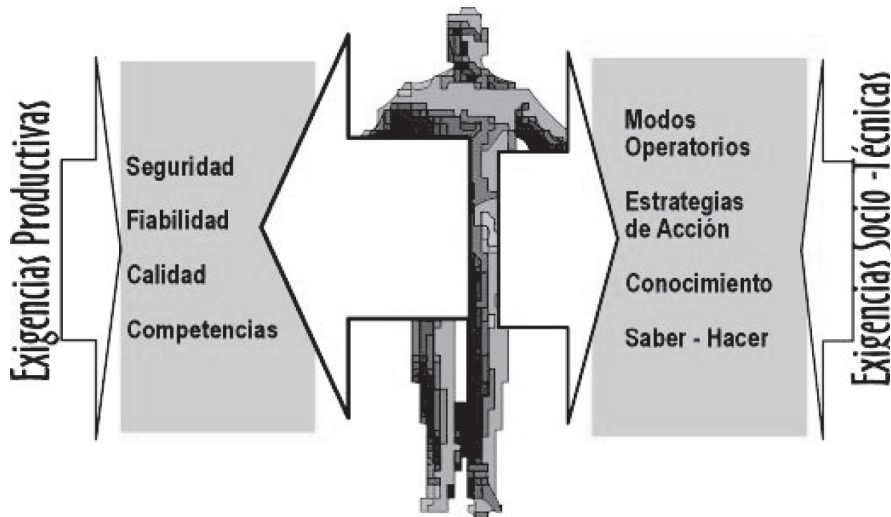 Exigencias Productivas
Seguridad
Fiabilidad
Calidad
Competencias
Modos
Operatorios
Estrategias
de Acción
Conocimiento
Saber - Hacer
Exigencias Socio -Técnicas